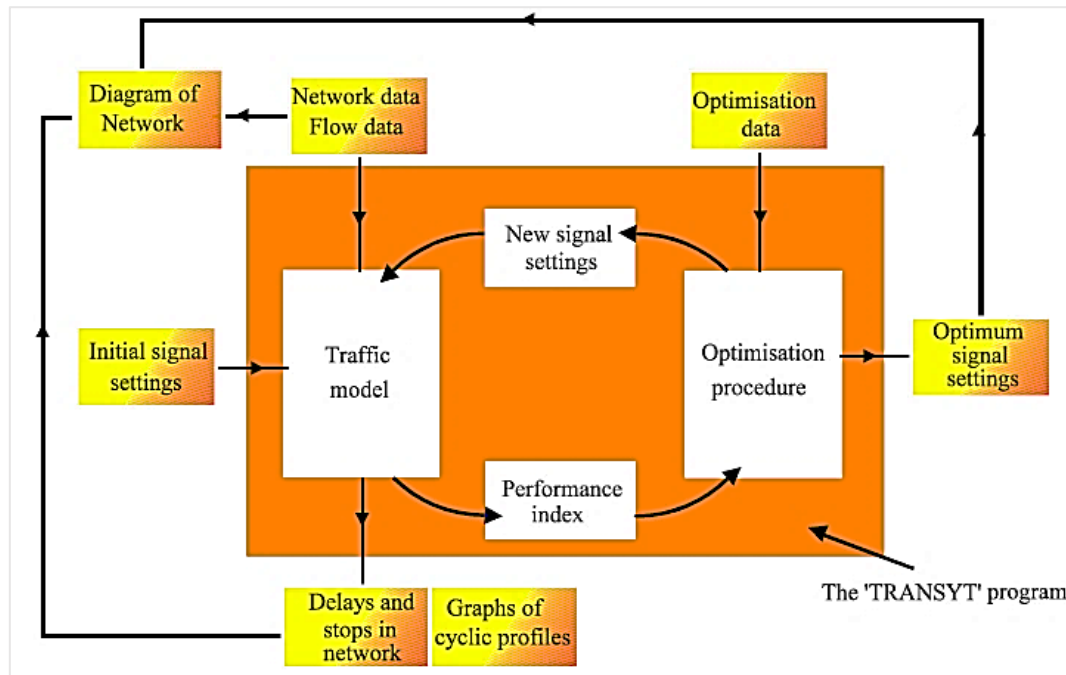 Diagram of
Network
Network data
Flow data
Optimisation
data
New signal
settings
Initial signal
settings
Traffic
model
Optimisation
procedure
Optimum
signal
settings
Performance
index
The 'TRANSYT' program
Delays and
stops in
network
Graphs of
cyclic profiles